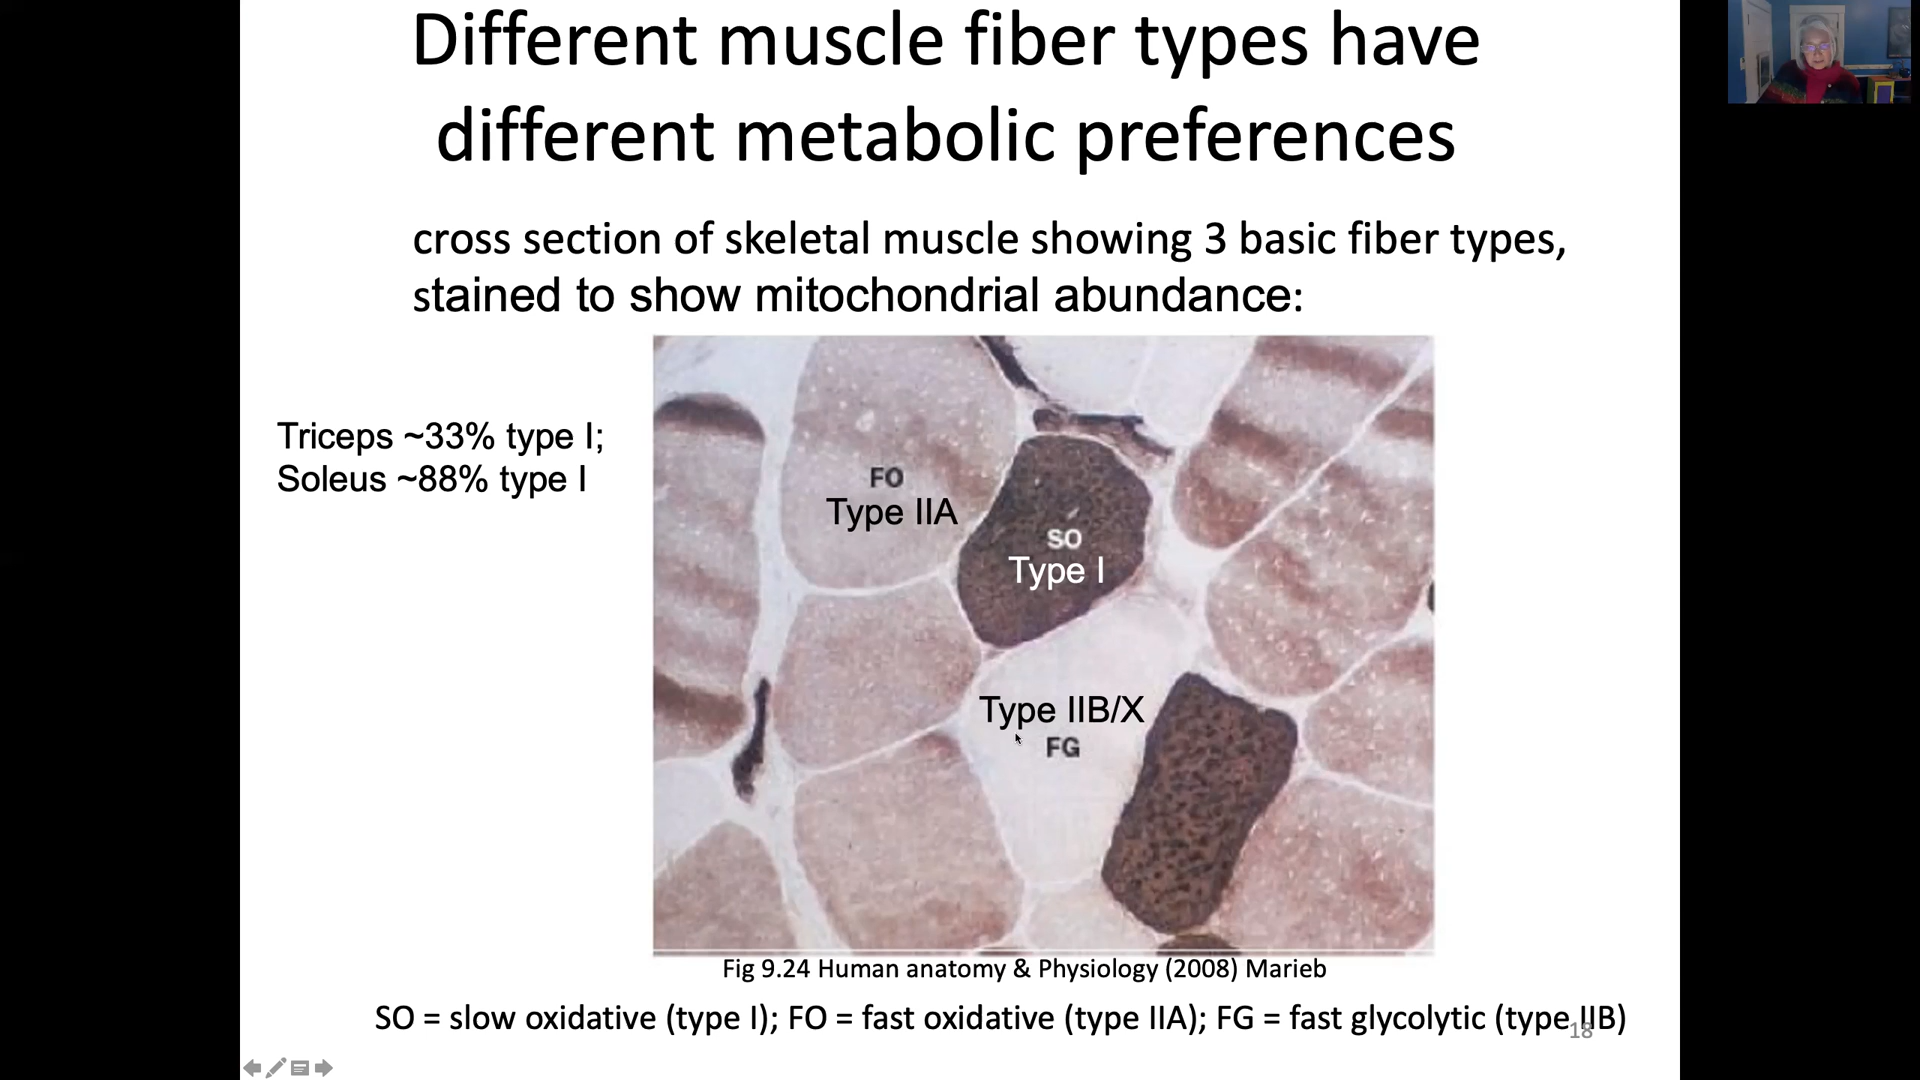 Different muscle fiber types have
different metabolic preferences
cross section of skeletal muscle showing 3 basic fiber types,
stained to show mitochondrial abundance:
Triceps ~33% type I;
Soleus ~88% type I
FO
Type IIA
SO
Type I
Type IIB/X
FG
Fig 9.24 Human anatomy & Physiology (2008) Marieb
SO = slow oxidative (type I); FO = fast oxidative (type IIA); FG = fast glycolytic (type IIB)
18